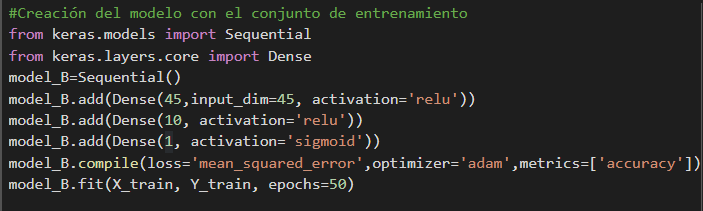 #Creación del modelo con el conjunto de entrenamiento
from keras.models import Sequential
from keras.layers.core import Dense
model_B=Sequential()
model_B.add(Dense(45,input_dim=45, activation='relu'))
model_B.add(Dense(10, activation='relu'))
model_B.add(Dense(1, activation='sigmoid'))
model_B.compile(loss='mean_squared_error',optimizer='adam',metrics=['accuracy'])
model_B.fit(X_train, Y_train, epochs=50)